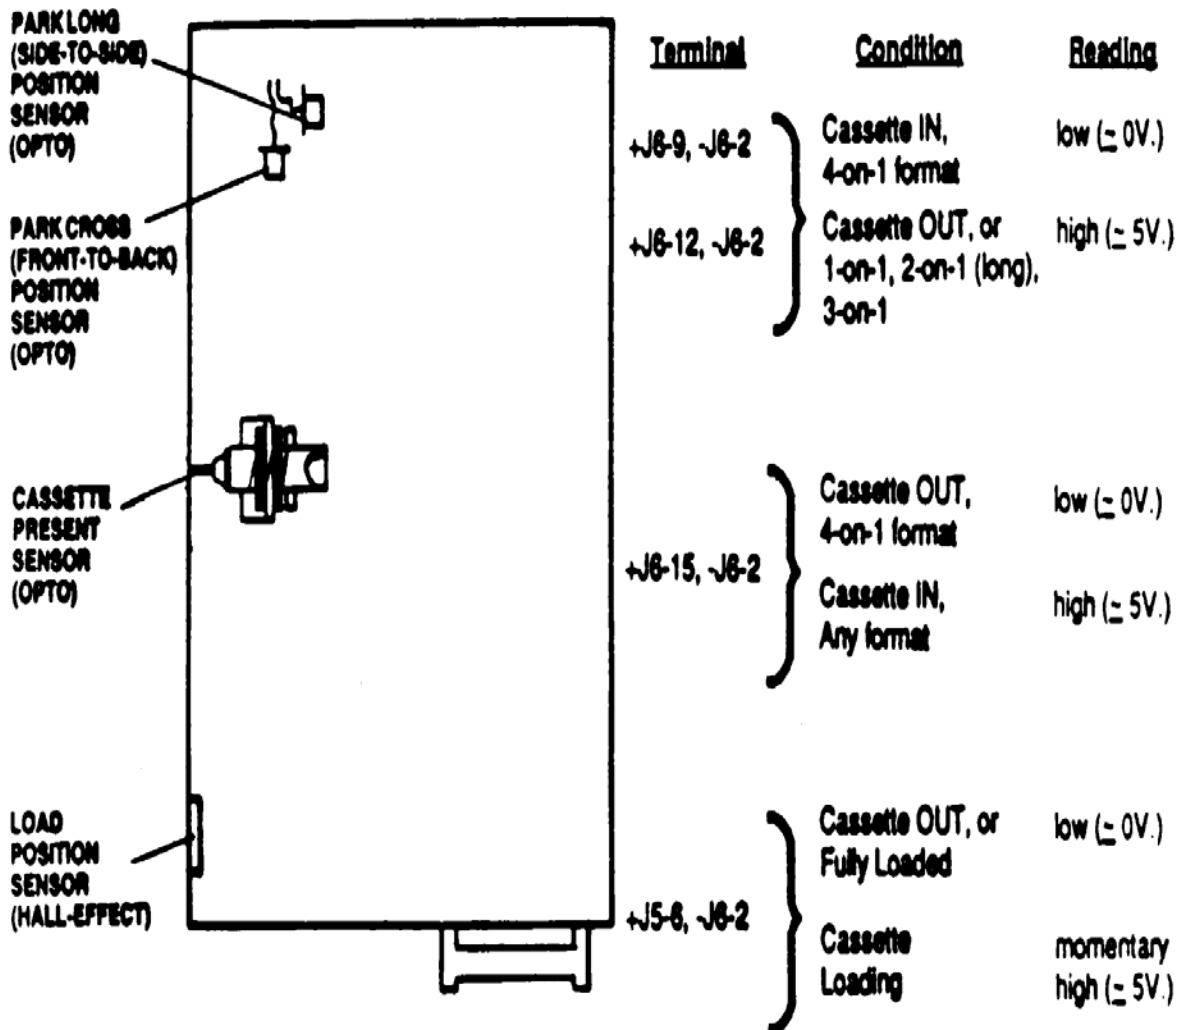 PARK LONG
(SIDE-TO-SIDE)
POSITION
SENSOR
(OPTO)
PARK CROSS
(FRONT-TO-BACK)
POSITION
SENSOR
(OPTO)
CASSETTE
PRESENT
SENSOR
(OPTO)
LOAD
POSITION
SENSOR
(HALL-EFFECT)
Terminal Condition Reading
+J6-9, -J6-2
Cassette IN,
4-on-1 format
low (≃ 0V.)
+J6-12, -J6-2
Cassette OUT, or
1-on-1, 2-on-1 (long),
3-on-1
high (≃ 5V.)
+J6-15, -J6-2
Cassette OUT,
4-on-1 format
low (≃ 0V.)
Cassette IN,
Any format
high (≃ 5V.)
+J5-6, -J6-2
Cassette OUT, or
Fully Loaded
low (≃ 0V.)
Cassette
Loading
momentary
high (≃ 5V.)